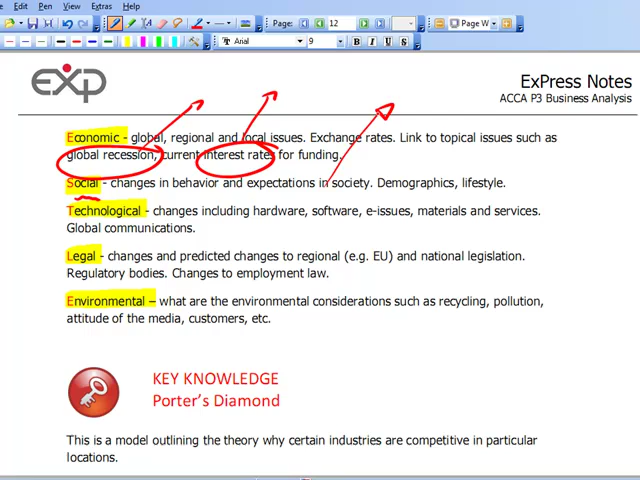 e Edit Pen View Extras Help
Page: 12 Page W
Arial 9 B I U S
exp
ExPress Notes
ACCA P3 Business Analysis
Economic - global, regional and local issues. Exchange rates. Link to topical issues such as
global recession, current interest rates for funding.
Social - changes in behavior and expectations in society. Demographics, lifestyle.
Technological - changes including hardware, software, e-issues, materials and services.
Global communications.
Legal - changes and predicted changes to regional (e.g. EU) and national legislation.
Regulatory bodies. Changes to employment law.
Environmental – what are the environmental considerations such as recycling, pollution,
attitude of the media, customers, etc.
KEY KNOWLEDGE
Porter's Diamond
This is a model outlining the theory why certain industries are competitive in particular
locations.